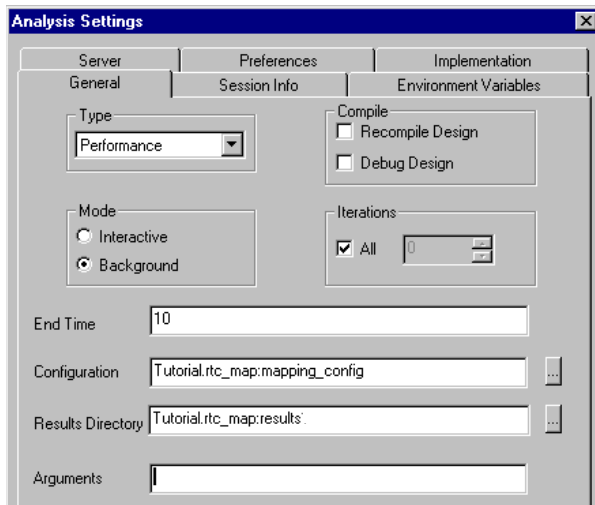 Analysis Settings
Server Preferences Implementation
General Session Info Environment Variables
Type
Performance
Compile
Recompile Design
Debug Design
Mode
Interactive
Background
Iterations
All 0
End Time 10
Configuration Tutorial.rtc_map:mapping_config ...
Results Directory Tutorial.rtc_map:results`. ...
Arguments